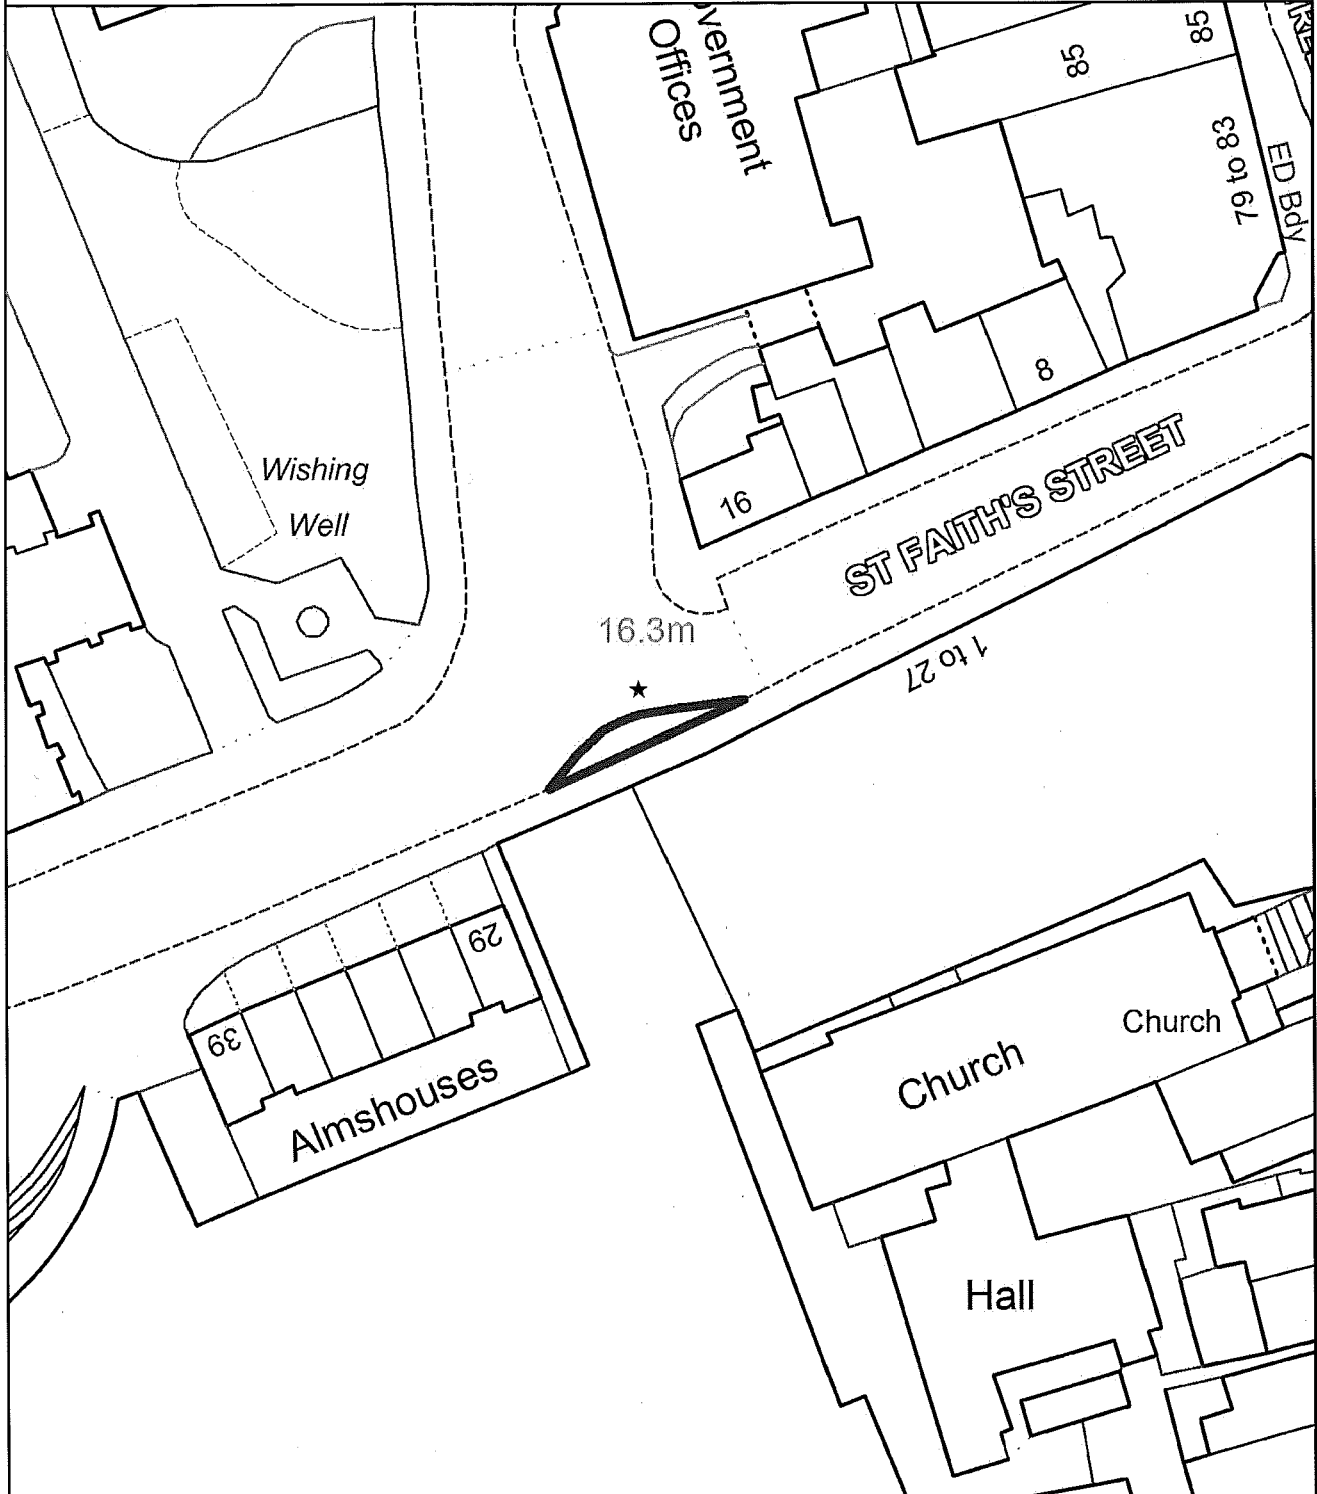 vernment
Offices
85
85
79 to 83
ED Bdy
8
16
ST FAITH'S STREET
Wishing
Well
16.3m
1 to 27
29
39
Almshouses
Church
Church
Hall